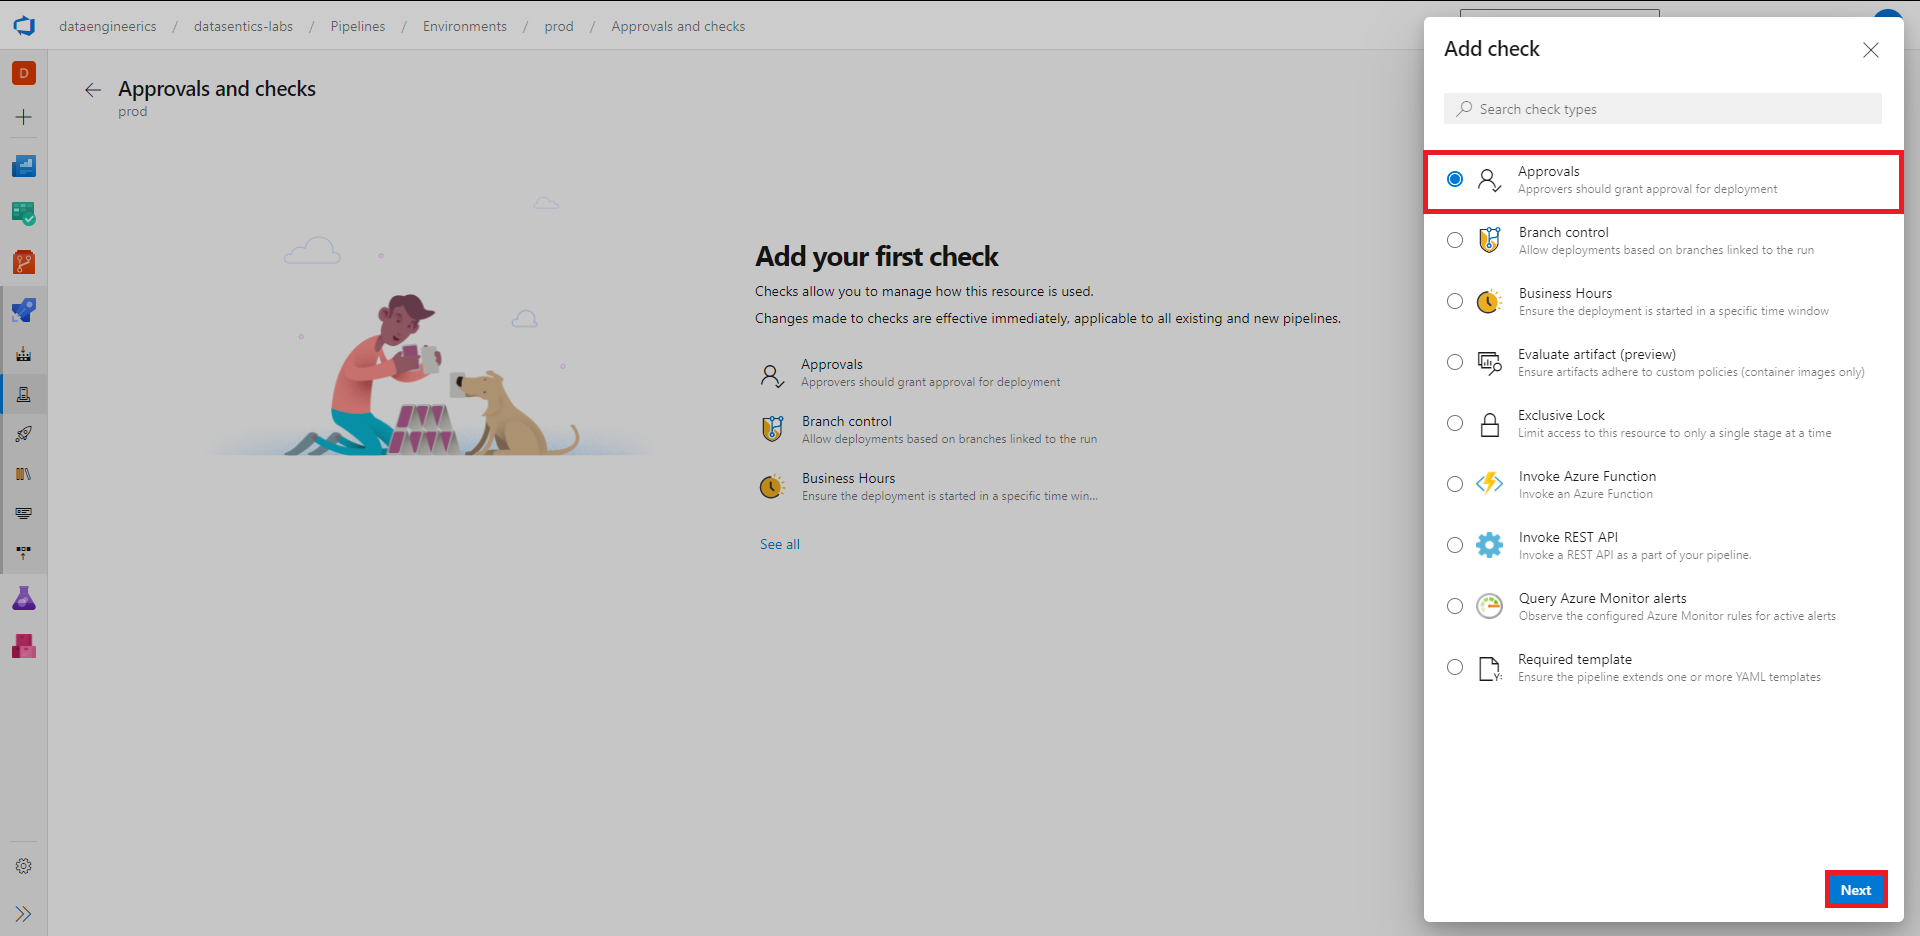 dataengineerics / datasentics-labs / Pipelines / Environments / prod / Approvals and checks
D
Approvals and checks
prod
Add your first check
Checks allow you to manage how this resource is used.
Changes made to checks are effective immediately, applicable to all existing and new pipelines.
Approvals
Approvers should grant approval for deployment
Branch control
Allow deployments based on branches linked to the run
Business Hours
Ensure the deployment is started in a specific time win...
See all
Add check
Search check types
Approvals
Approvers should grant approval for deployment
Branch control
Allow deployments based on branches linked to the run
Business Hours
Ensure the deployment is started in a specific time window
Evaluate artifact (preview)
Ensure artifacts adhere to custom policies (container images only)
Exclusive Lock
Limit access to this resource to only a single stage at a time
Invoke Azure Function
Invoke an Azure Function
Invoke REST API
Invoke a REST API as a part of your pipeline.
Query Azure Monitor alerts
Observe the configured Azure Monitor rules for active alerts
Required template
Ensure the pipeline extends one or more YAML templates
Next